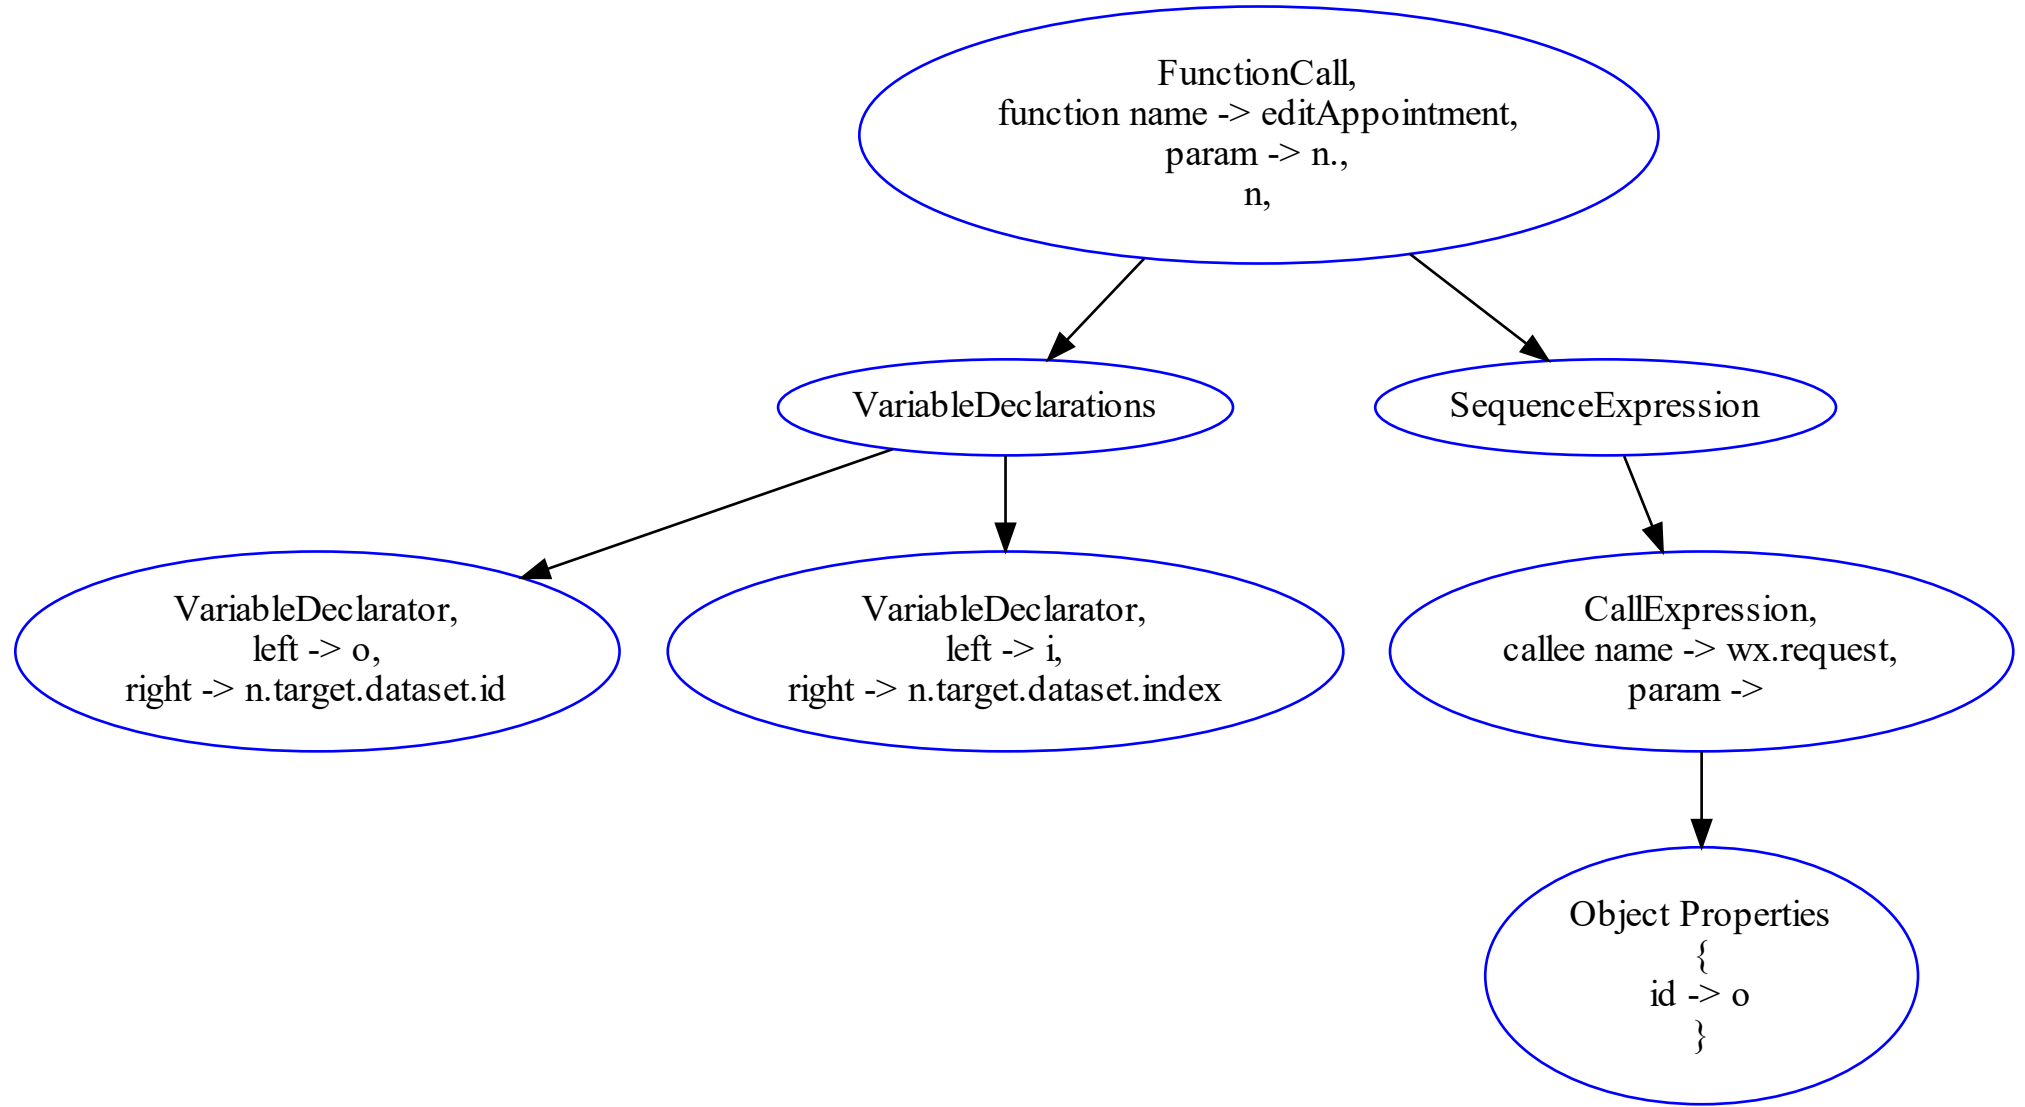 FunctionCall,
function name -> editAppointment,
param -> n.,
n,
VariableDeclarations
SequenceExpression
VariableDeclarator,
left -> o,
right -> n.target.dataset.id
VariableDeclarator,
left -> i,
right -> n.target.dataset.index
CallExpression,
callee name -> wx.request,
param ->
Object Properties
{
id -> o
}